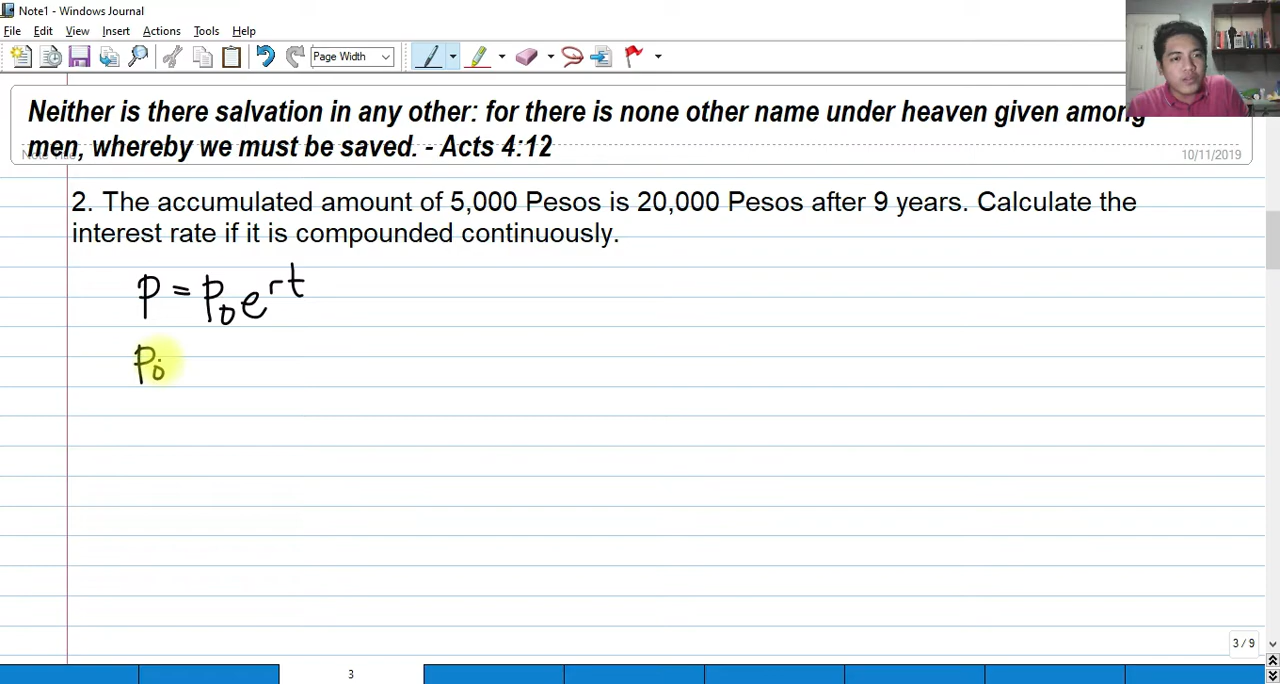 Note1 - Windows Journal
File Edit View Insert Actions Tools Help
Page Width
Neither is there salvation in any other: for there is none other name under heaven given among
men, whereby we must be saved. - Acts 4:12
Note Title
10/11/2019
2. The accumulated amount of 5,000 Pesos is 20,000 Pesos after 9 years. Calculate the
interest rate if it is compounded continuously.
P = P₀e^{rt}
P₀
3 / 9
3